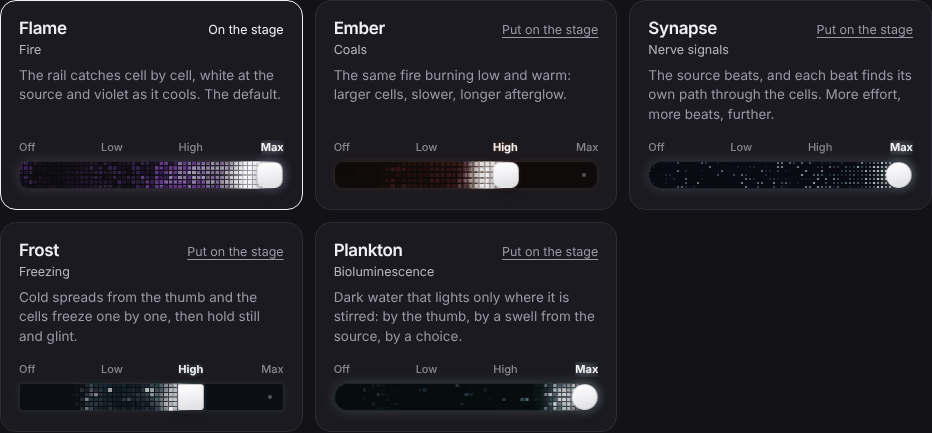 Flame
On the stage
Fire
The rail catches cell by cell, white at the
source and violet as it cools. The default.
Off Low High Max
Ember
Put on the stage
Coals
The same fire burning low and warm:
larger cells, slower, longer afterglow.
Off Low High Max
Synapse
Put on the stage
Nerve signals
The source beats, and each beat finds its
own path through the cells. More effort,
more beats, further.
Off Low High Max
Frost
Put on the stage
Freezing
Cold spreads from the thumb and the
cells freeze one by one, then hold still
and glint.
Off Low High Max
Plankton
Put on the stage
Bioluminescence
Dark water that lights only where it is
stirred: by the thumb, by a swell from the
source, by a choice.
Off Low High Max